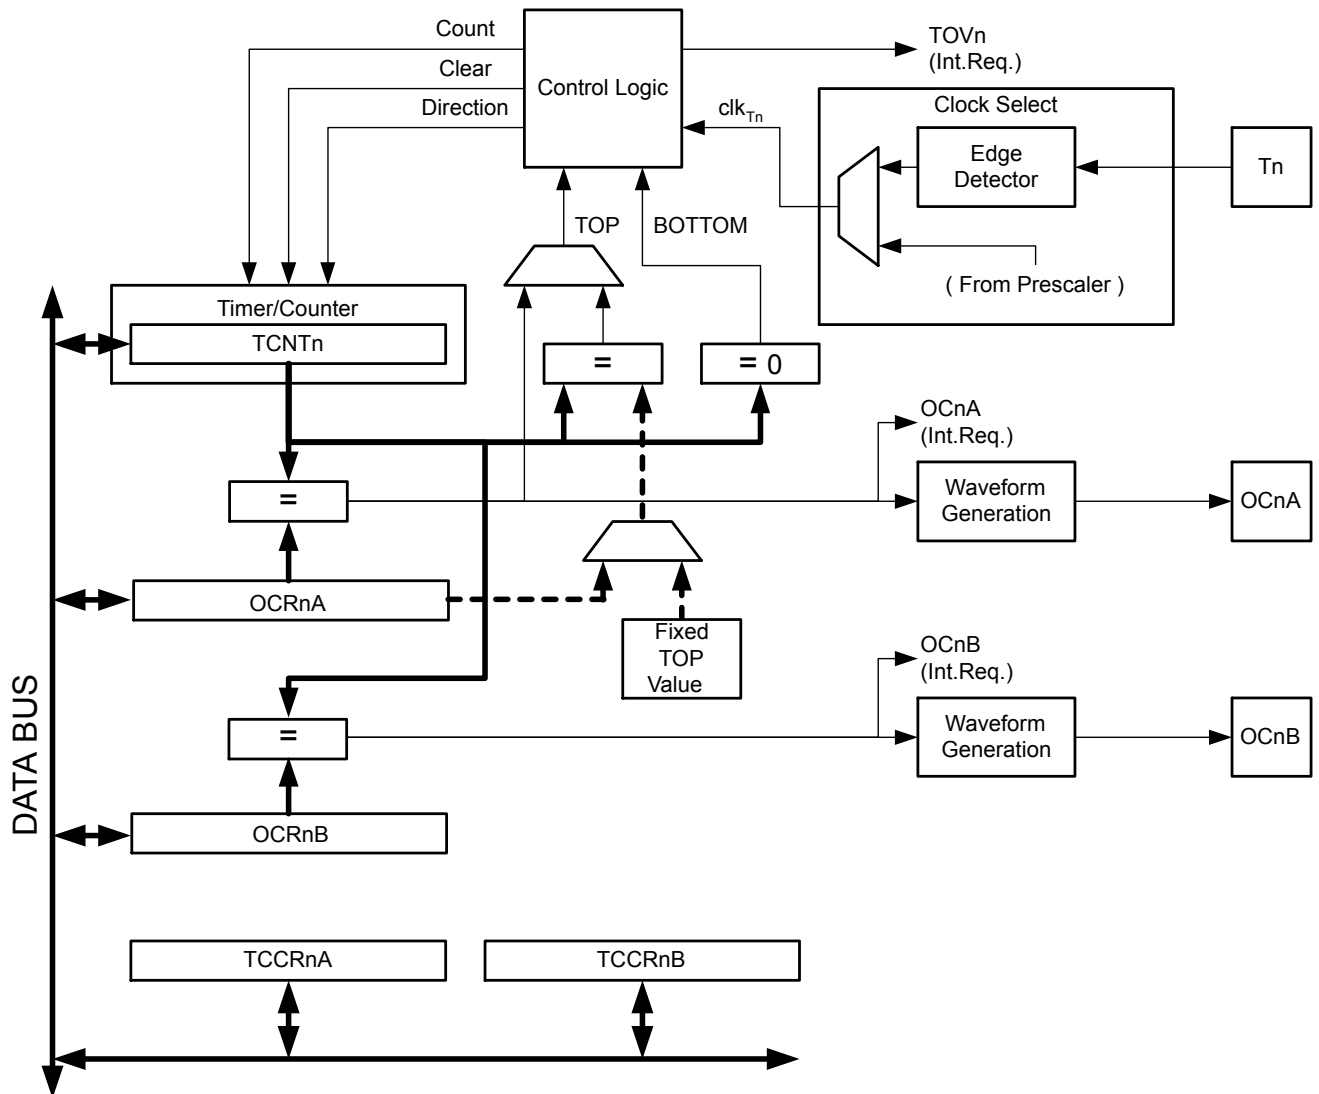 Count
TOVn
(Int.Req.)
Clear
Control Logic
Direction
clkTn
Clock Select
Edge
Detector
Tn
TOP
BOTTOM
( From Prescaler )
Timer/Counter
TCNTn
=
= 0
OCnA
(Int.Req.)
=
Waveform
Generation
OCnA
OCRnA
Fixed
TOP
Value
OCnB
(Int.Req.)
=
Waveform
Generation
OCnB
DATA BUS
OCRnB
TCCRnA
TCCRnB